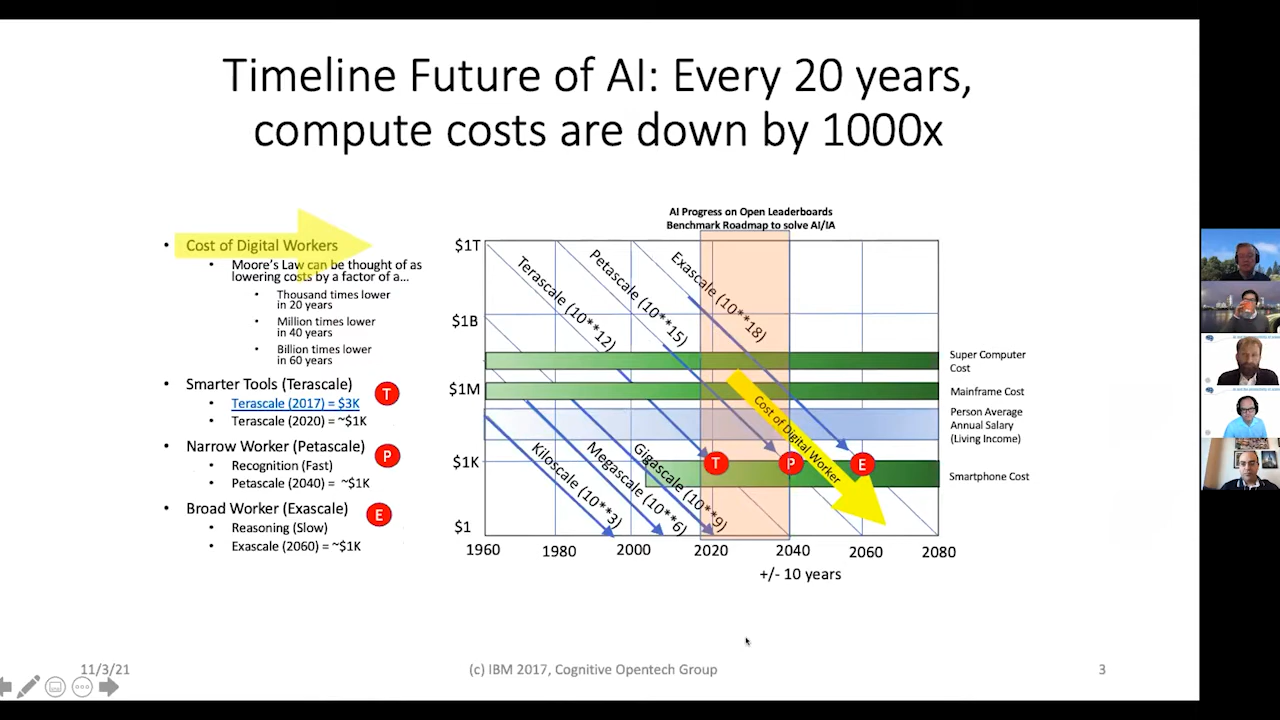 Timeline Future of AI: Every 20 years,
compute costs are down by 1000x
• Cost of Digital Workers
• Moore's Law can be thought of as
lowering costs by a factor of a...
• Thousand times lower
in 20 years
• Million times lower
in 40 years
• Billion times lower
in 60 years
• Smarter Tools (Terascale)
T
• Terascale (2017) = $3K
• Terascale (2020) = ~$1K
• Narrow Worker (Petascale)
P
• Recognition (Fast)
• Petascale (2040) = ~$1K
• Broad Worker (Exascale)
E
• Reasoning (Slow)
• Exascale (2060) = ~$1K
AI Progress on Open Leaderboards
Benchmark Roadmap to solve AI/IA
$1T
$1B
$1M
$1K
$1
Terascale (10**12)
Petascale (10**15)
Exascale (10**18)
Kiloscale (10**3)
Megascale (10**6)
Gigascale (10**9)
Cost of Digital Worker
T
P
E
Super Computer
Cost
Mainframe Cost
Person Average
Annual Salary
(Living Income)
Smartphone Cost
1960 1980 2000 2020 2040 2060 2080
+/- 10 years
11/3/21
(c) IBM 2017, Cognitive Opentech Group
3